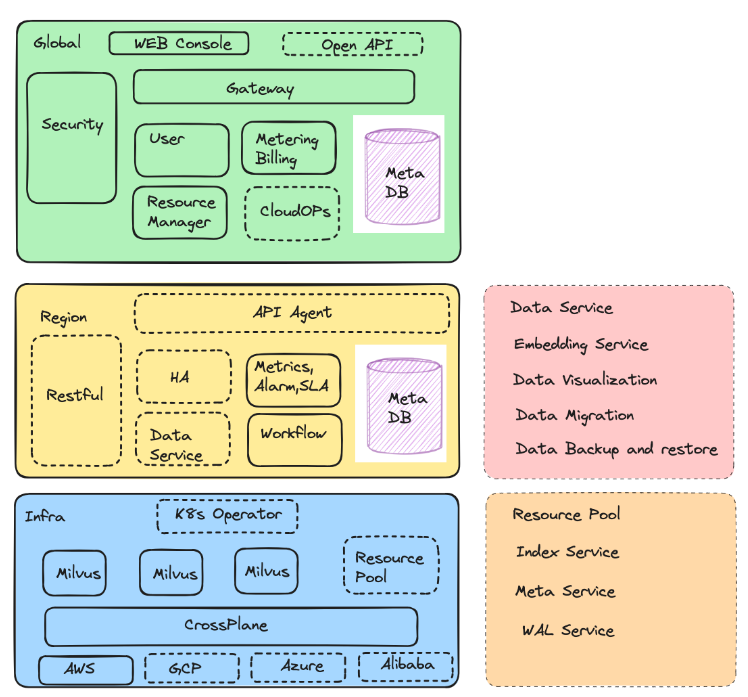 Global
WEB Console
Open API
Gateway
Security
User
Metering
Billing
Meta
DB
Resource
Manager
CloudOPs
Region
API Agent
Restful
HA
Metrics,
Alarm,SLA
Meta
DB
Data
Service
Workflow
Data Service
Embedding Service
Data Visualization
Data Migration
Data Backup and restore
Infra
K8s Operator
Milvus
Milvus
Milvus
Resource
Pool
CrossPlane
AWS
GCP
Azure
Alibaba
Resource Pool
Index Service
Meta Service
WAL Service